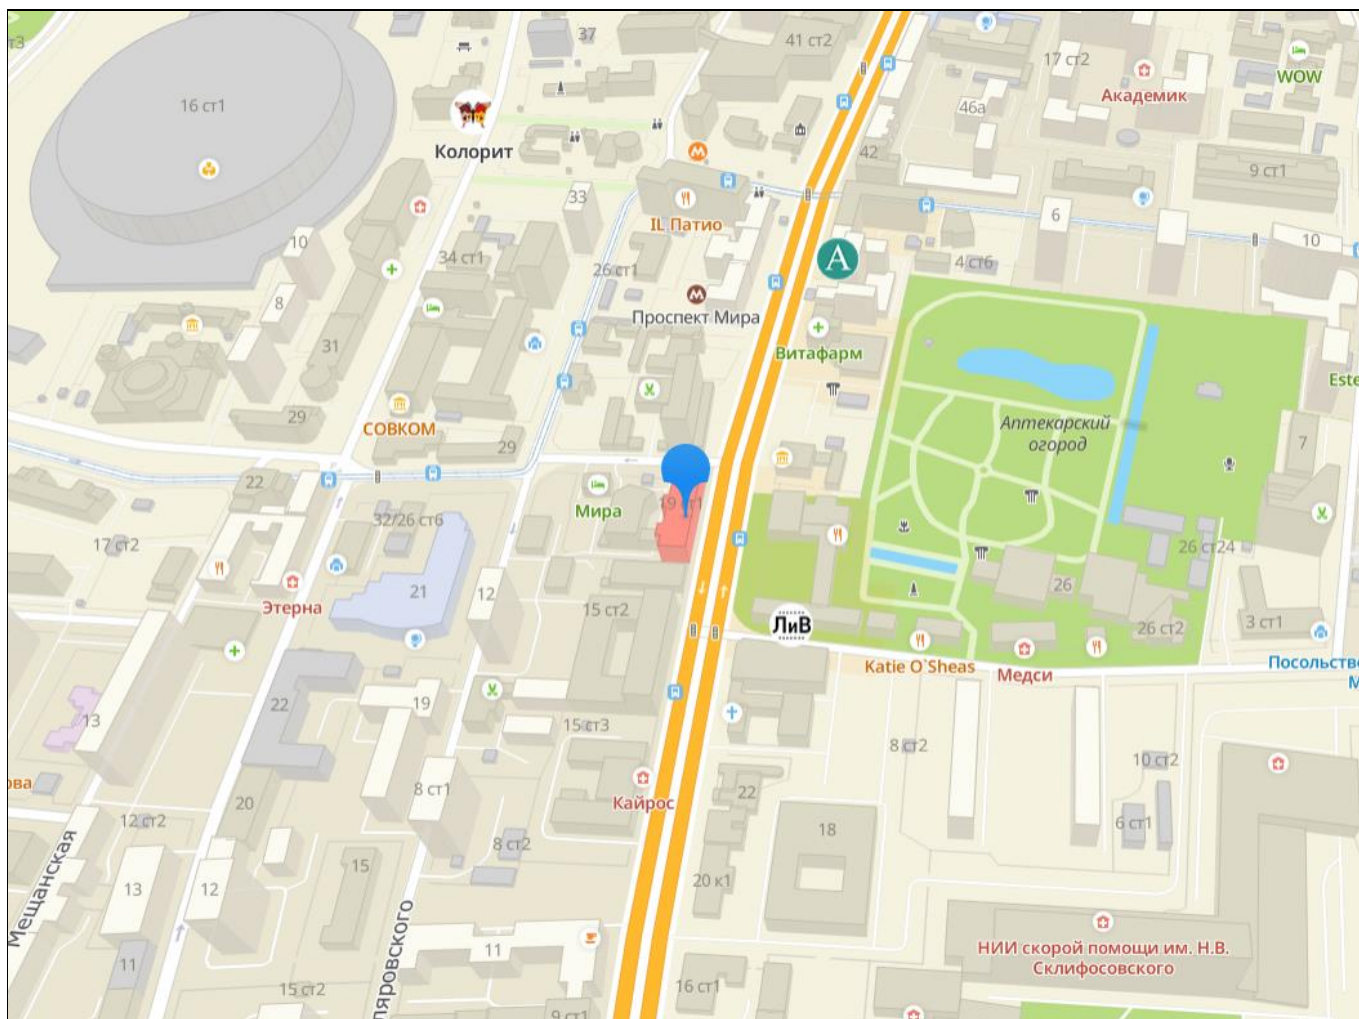 37
41 ст2
17 ст2
WOW
Академик
16 ст1
46а
Колорит
42
9 ст1
33
IL Патио
6
10
10
34 ст1
26 ст1
A
4 ст6
8
Проспект Мира
31
Витафарм
Аптекарский
огород
29
СОВКОМ
7
29
22
Мира
19 ст1
32/26 ст6
17 ст2
26 ст24
Этерна
21
12
15 ст2
ЛиВ
26
26 ст2
3 ст1
Katie O`Sheas
Медси
Посольство
22
19
13
15 ст3
8 ст2
10 ст2
Кайрос
22
8 ст1
20
12 ст2
18
6 ст1
8 ст2
15
20 к1
13
12
Мещанская
НИИ скорой помощи им. Н.В.
Склифосовского
11
11
15 ст2
16 ст1
9 ст1